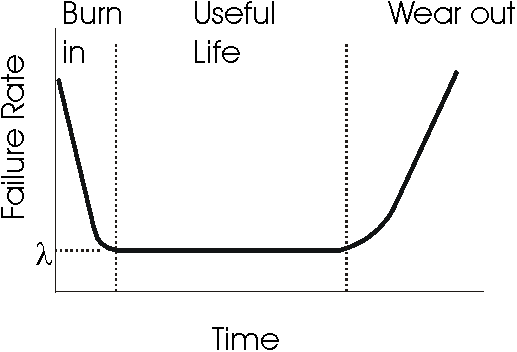 Burn
in
Useful
Life
Wear out
Failure Rate
λ
Time